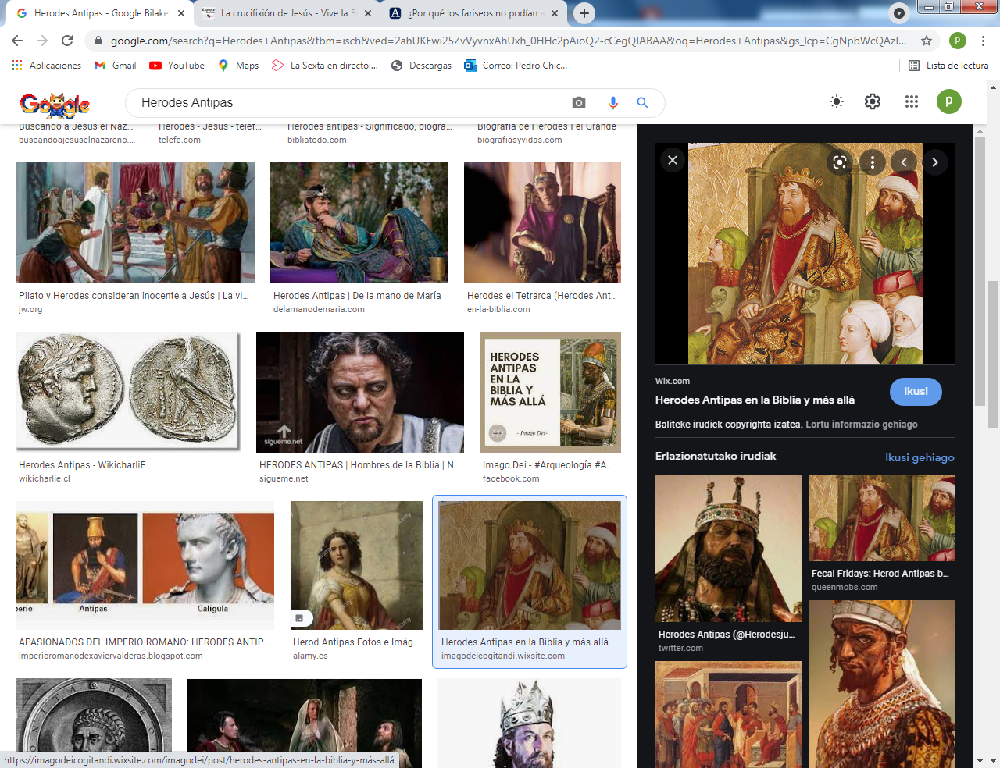 Herodes Antipas - Google Bilaket
La crucifixión de Jesús - Vive la B
¿Por qué los fariseos no podían a
google.com/search?q=Herodes+Antipas&tbm=isch&ved=2ahUKEwi25ZvVyvnxAhUxh_0HHc2pAioQ2-cCegQIABAA&oq=Herodes+Antipas&gs_lcp=CgNpbWcQAzI...
P
Aplicaciones
Gmail
YouTube
Maps
La Sexta en directo:...
Descargas
Correo: Pedro Chic...
Lista de lectura
Google
Herodes Antipas
p
Buscando a Jesús el Naz...
buscandoajesuselnazareno....
Herodes - Jesús - telef...
telefe.com
Herodes antipas - Significado, biogra...
bibliatodo.com
Biografia de Herodes I el Grande
biografiasyvidas.com
Pilato y Herodes consideran inocente a Jesús | La vi...
jw.org
Herodes Antipas | De la mano de María
delamanodemaria.com
Herodes el Tetrarca (Herodes Ant...
en-la-biblia.com
sigueme.net
HERODES
ANTIPAS
EN LA
BIBLIA Y
MÁS ALLÁ
- Imago Dei-
Herodes Antipas - WikicharliE
wikicharlie.cl
HERODES ANTIPAS | Hombres de la Biblia | N...
sigueme.net
Imago Dei - #Arqueología #A...
facebook.com
perio
Antipas
Calígula
alamy
APASIONADOS DEL IMPERIO ROMANO: HERODES ANTIP...
imperioromanodexaviervalderas.blogspot.com
Herod Antipas Fotos e Imág...
alamy.es
Herodes Antipas en la Biblia y más allá
imagodeicogitandi.wixsite.com
Wix.com
Herodes Antipas en la Biblia y más allá
Ikusi
Baliteke irudiek copyrighta izatea. Lortu informazio gehiago
Erlazionatutako irudiak
Ikusi gehiago
Herodes Antipas (@Herodesju...
twitter.com
Fecal Fridays: Herod Antipas b...
queenmobs.com
https://imagodeicogitandi.wixsite.com/imagodei/post/herodes-antipas-en-la-biblia-y-más-allá